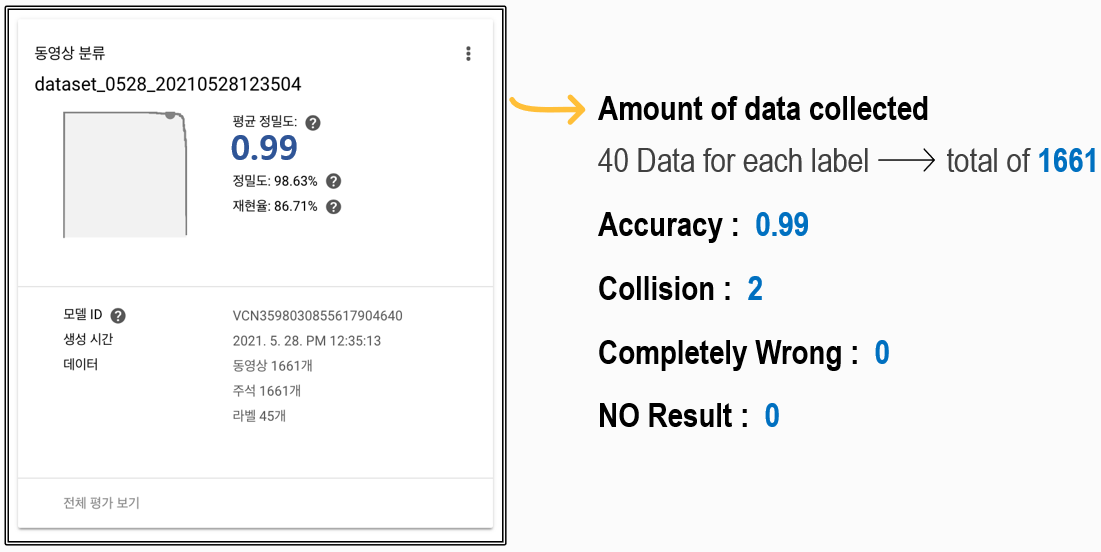 동영상 분류
dataset_0528_20210528123504
평균 정밀도: ?
0.99
정밀도: 98.63% ?
재현율: 86.71% ?
모델 ID ? VCN3598030855617904640
생성 시간 2021. 5. 28. PM 12:35:13
데이터 동영상 1661개
주석 1661개
라벨 45개
전체 평가 보기
Amount of data collected
40 Data for each label → total of 1661
Accuracy : 0.99
Collision : 2
Completely Wrong : 0
NO Result : 0